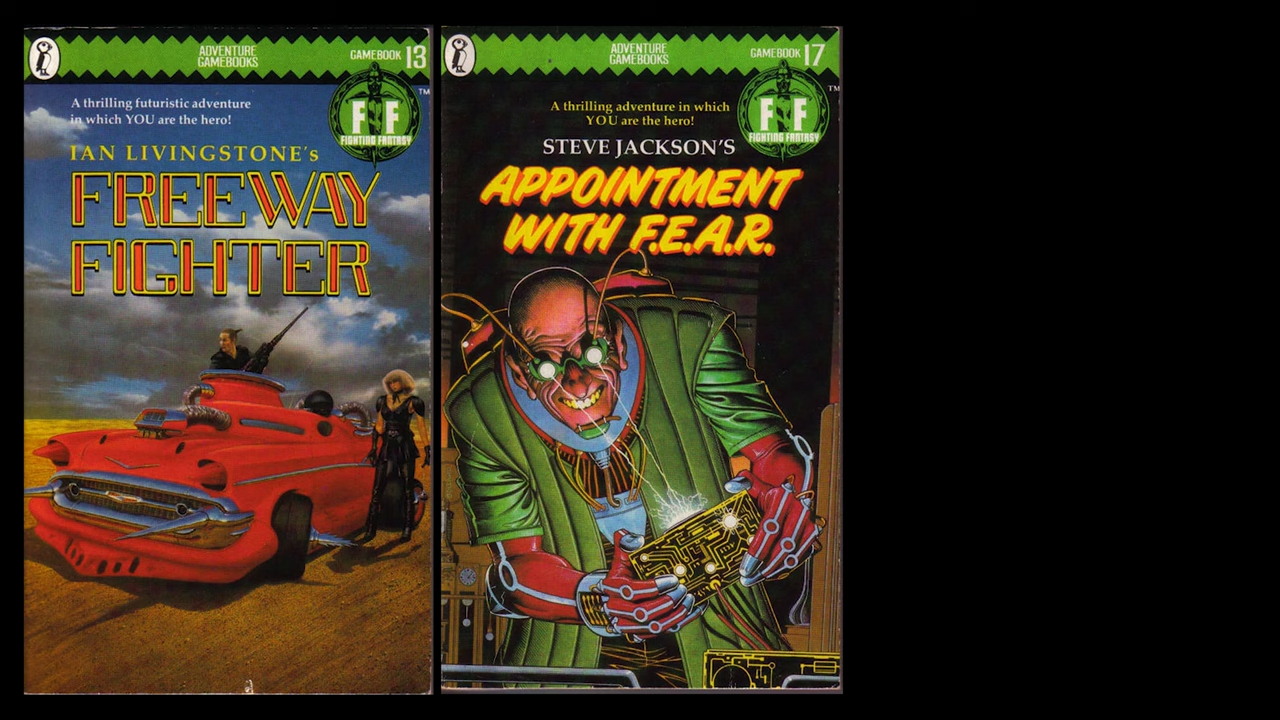 ADVENTURE
GAMEBOOKS
GAMEBOOK 13
TM
A thrilling futuristic adventure
in which YOU are the hero!
FF
FIGHTING FANTASY
IAN LIVINGSTONE's
FREEWAY
FIGHTER
ADVENTURE
GAMEBOOKS
GAMEBOOK 17
TM
A thrilling adventure in which
YOU are the hero!
FF
FIGHTING FANTASY
STEVE JACKSON'S
APPOINTMENT
WITH F.E.A.R.